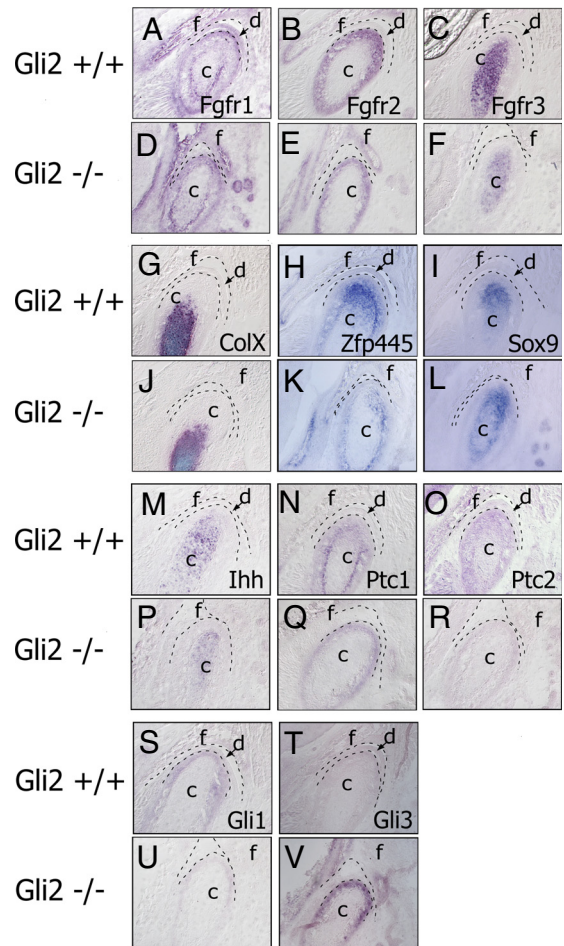 A f d c Fgfr1
B f d c Fgfr2
C f d c Fgfr3
Gli2 +/+
D f c
E f c
F f c
Gli2 -/-
G f d c ColX
H f d c Zfp445
I f d c Sox9
Gli2 +/+
J f c
K f c
L f c
Gli2 -/-
M f d c Ihh
N f d c Ptc1
O f d c Ptc2
Gli2 +/+
P f c
Q f c
R f c
Gli2 -/-
S f d c Gli1
T f d c Gli3
Gli2 +/+
U f c
V f c
Gli2 -/-